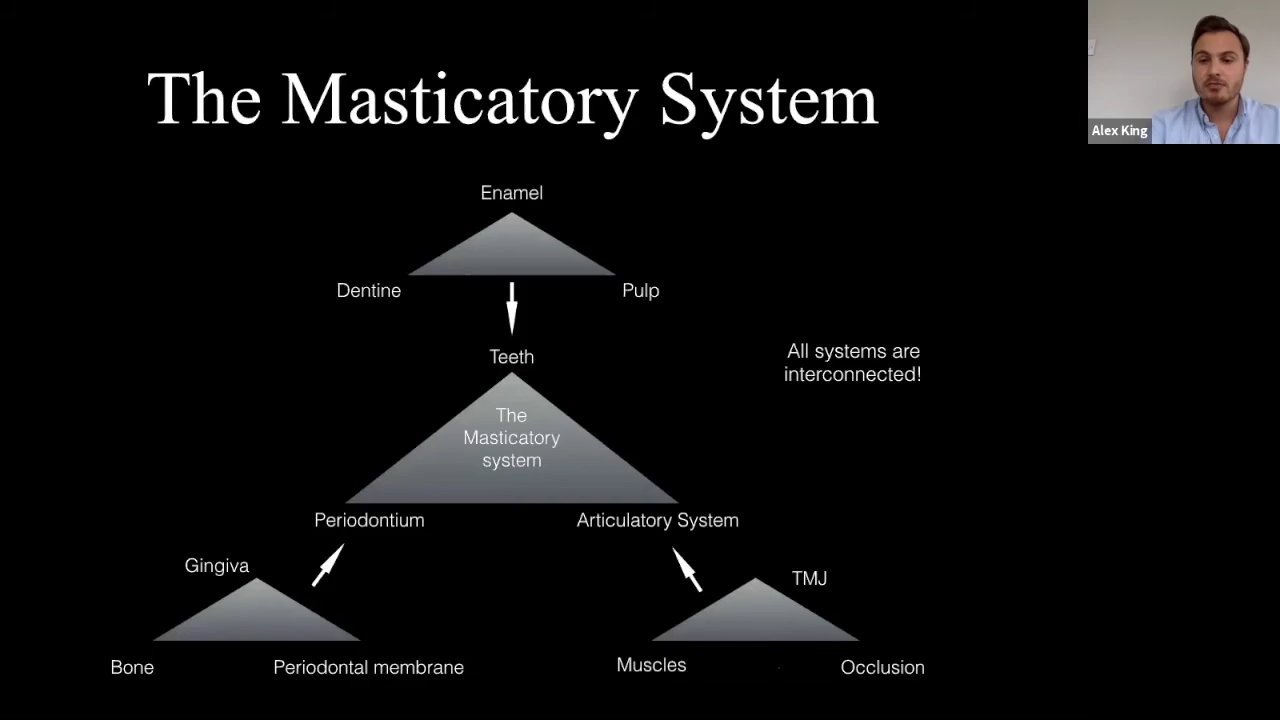 The Masticatory System
Alex King
Enamel
Dentine
Pulp
Teeth
All systems are
interconnected!
The
Masticatory
system
Periodontium
Articulatory System
Gingiva
TMJ
Bone
Periodontal membrane
Muscles
Occlusion